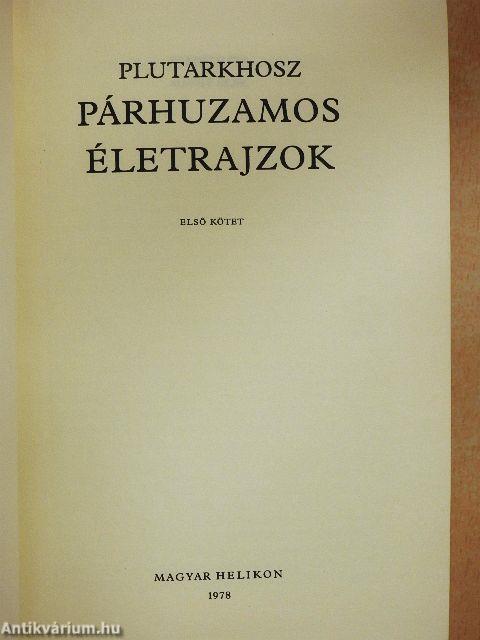 PLUTARKHOSZ
PÁRHUZAMOS
ÉLETRAJZOK
ELSŐ KÖTET
MAGYAR HELIKON
1978
Antikvárium.hu